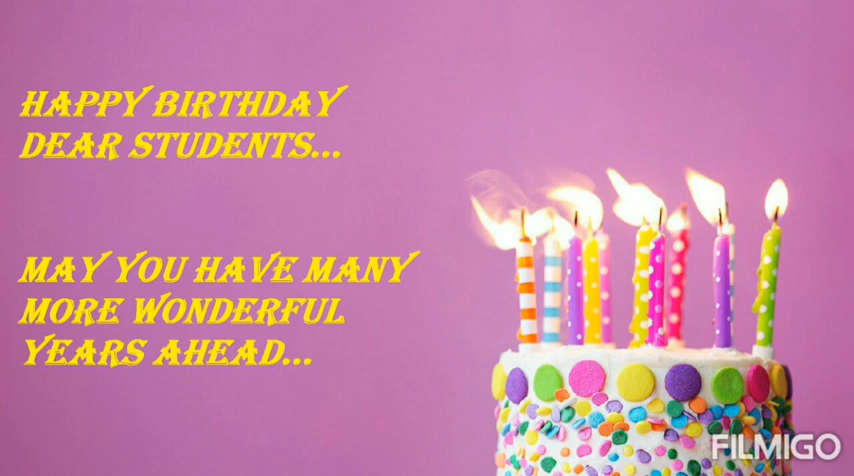 HAPPY BIRTHDAY
DEAR STUDENTS...
MAY YOU HAVE MANY
MORE WONDERFUL
YEARS AHEAD...
FILMIGO